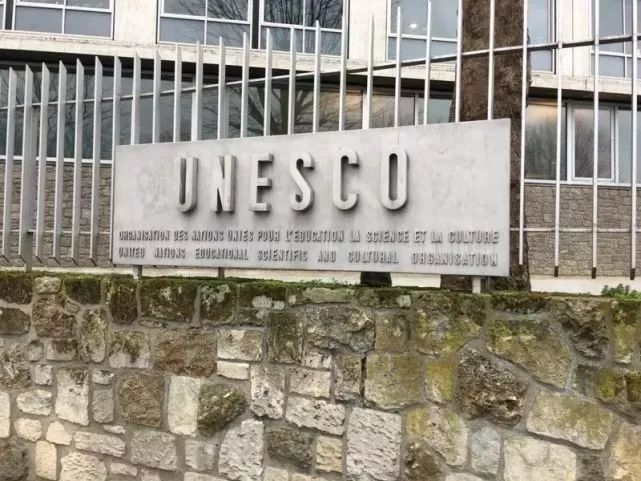 UNESCO
ORGANISATION DES NATIONS UNIES POUR L'EDUCATION LA SCIENCE ET LA CULTURE
UNITED NATIONS EDUCATIONAL SCIENTIFIC AND CULTURAL ORGANISATION